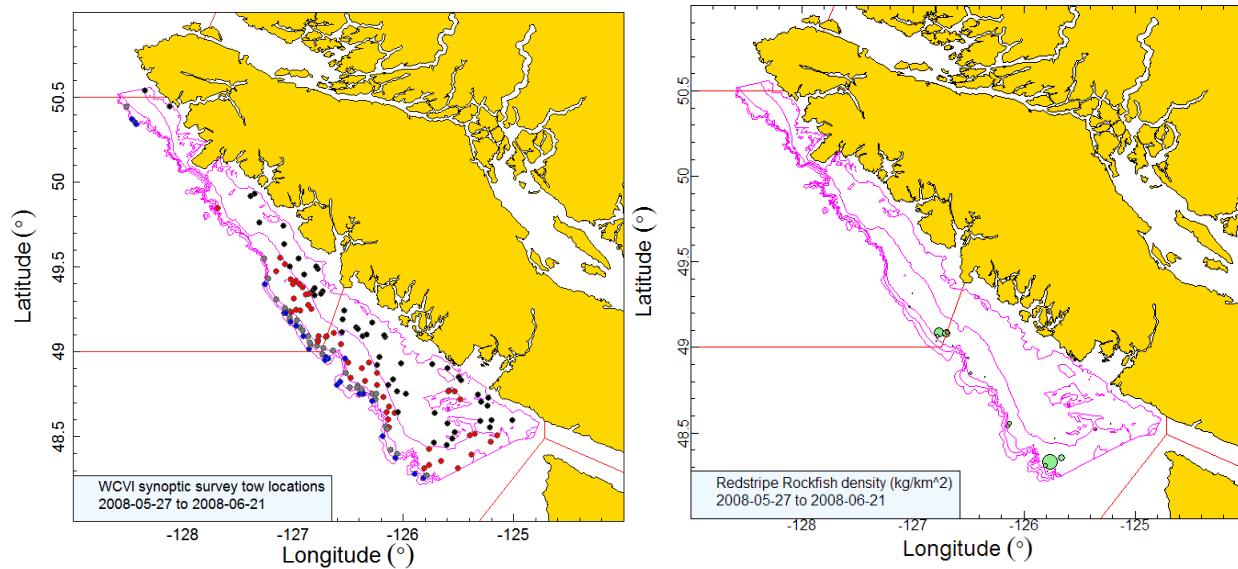 50.5
50
49.5
49
48.5
Latitude (°)
WCVI synoptic survey tow locations
2008-05-27 to 2008-06-21
-128
-127
-126
-125
Longitude (°)
50.5
50
49.5
49
48.5
Latitude (°)
Redstripe Rockfish density (kg/km^2)
2008-05-27 to 2008-06-21
-128
-127
-126
-125
Longitude (°)